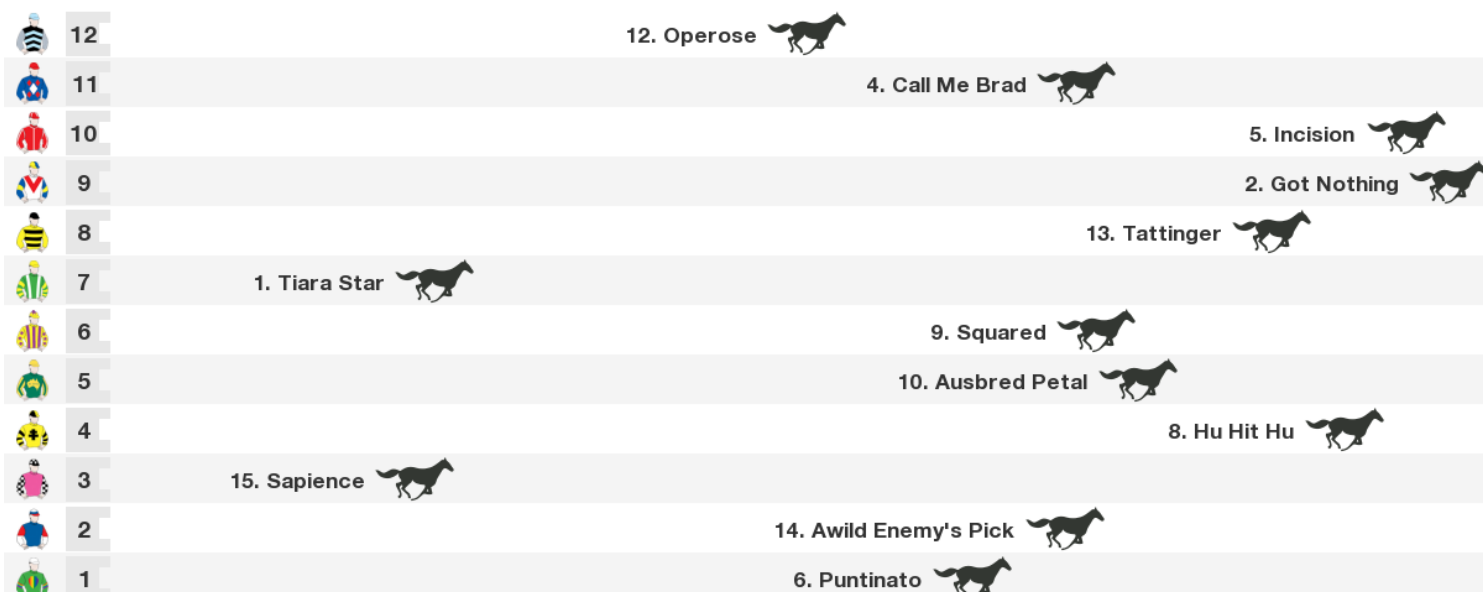 12 12. Operose
11 4. Call Me Brad
10 5. Incision
9 2. Got Nothing
8 13. Tattinger
7 1. Tiara Star
6 9. Squared
5 10. Ausbred Petal
4 8. Hu Hit Hu
3 15. Sapience
2 14. Awild Enemy's Pick
1 6. Puntinato